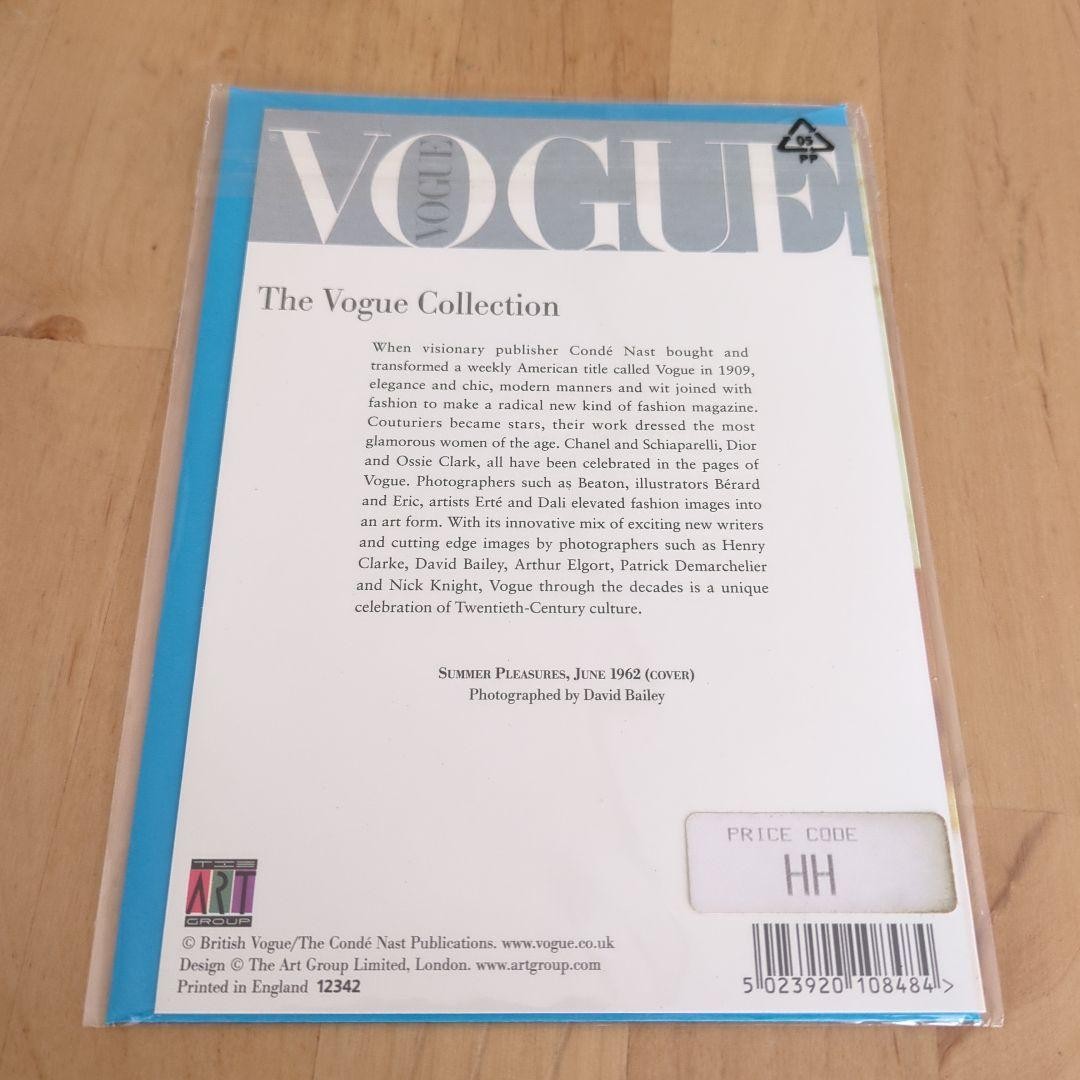 VOGUE
VOGUE
05
PP
The Vogue Collection
When visionary publisher Condé Nast bought and
transformed a weekly American title called Vogue in 1909,
elegance and chic, modern manners and wit joined with
fashion to make a radical new kind of fashion magazine.
Couturiers became stars, their work dressed the most
glamorous women of the age. Chanel and Schiaparelli, Dior
and Ossie Clark, all have been celebrated in the pages of
Vogue. Photographers such as Beaton, illustrators Bérard
and Eric, artists Erté and Dali elevated fashion images into
an art form. With its innovative mix of exciting new writers
and cutting edge images by photographers such as Henry
Clarke, David Bailey, Arthur Elgort, Patrick Demarchelier
and Nick Knight, Vogue through the decades is a unique
celebration of Twentieth-Century culture.
SUMMER PLEASURES, JUNE 1962 (COVER)
Photographed by David Bailey
PRICE CODE
HH
THE
ART
GROUP
© British Vogue/The Condé Nast Publications. www.vogue.co.uk
Design © The Art Group Limited, London. www.artgroup.com
Printed in England 12342
5 023920 108484 >